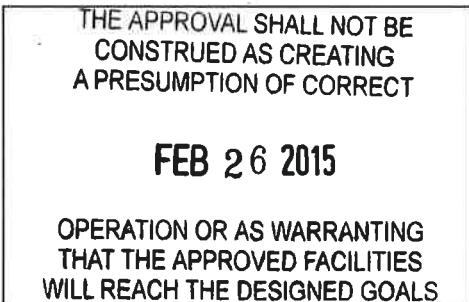 THE APPROVAL SHALL NOT BE
CONSTRUED AS CREATING
A PRESUMPTION OF CORRECT
FEB 26 2015
OPERATION OR AS WARRANTING
THAT THE APPROVED FACILITIES
WILL REACH THE DESIGNED GOALS